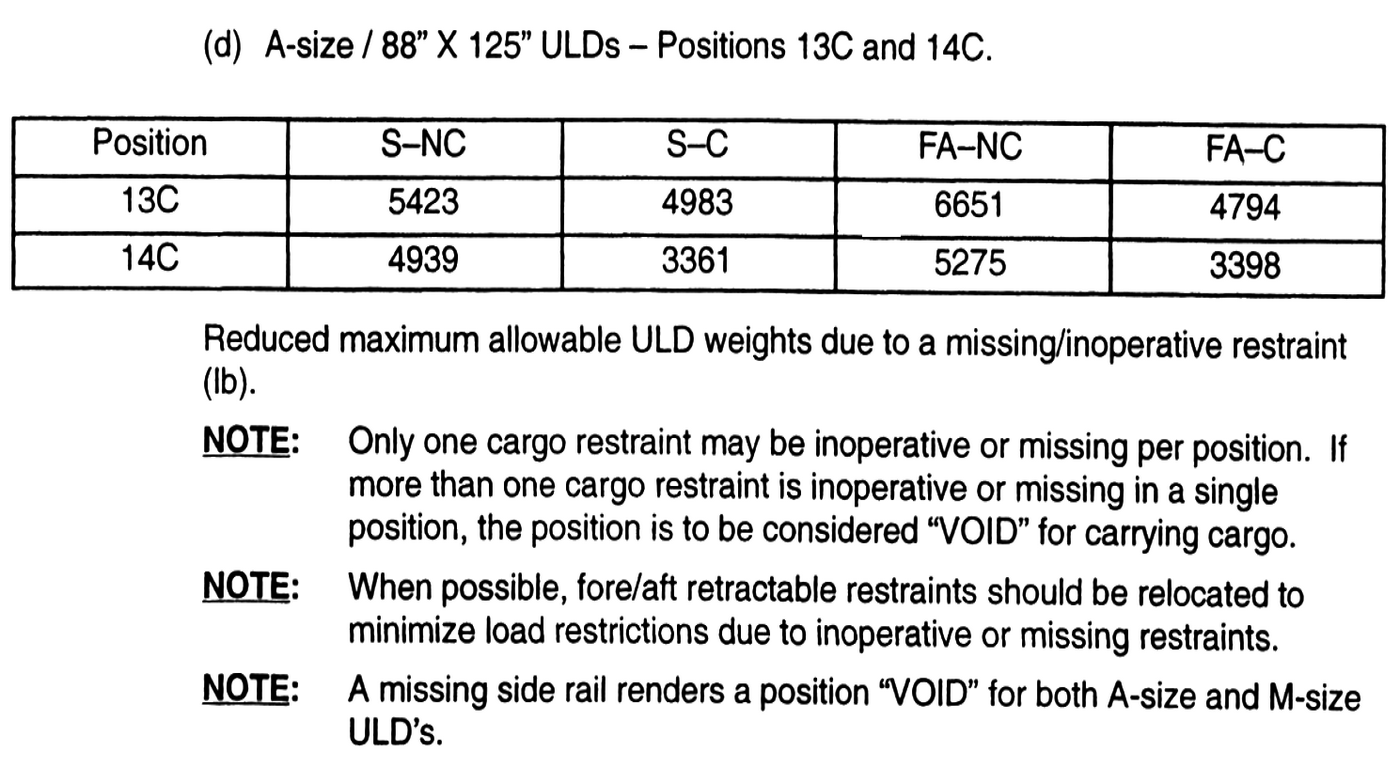 (d) A-size / 88” X 125” ULDs – Positions 13C and 14C.
Position S–NC S–C FA–NC FA–C
13C 5423 4983 6651 4794
14C 4939 3361 5275 3398
Reduced maximum allowable ULD weights due to a missing/inoperative restraint
(lb).
NOTE: Only one cargo restraint may be inoperative or missing per position. If
more than one cargo restraint is inoperative or missing in a single
position, the position is to be considered “VOID” for carrying cargo.
NOTE: When possible, fore/aft retractable restraints should be relocated to
minimize load restrictions due to inoperative or missing restraints.
NOTE: A missing side rail renders a position “VOID” for both A-size and M-size
ULD’s.